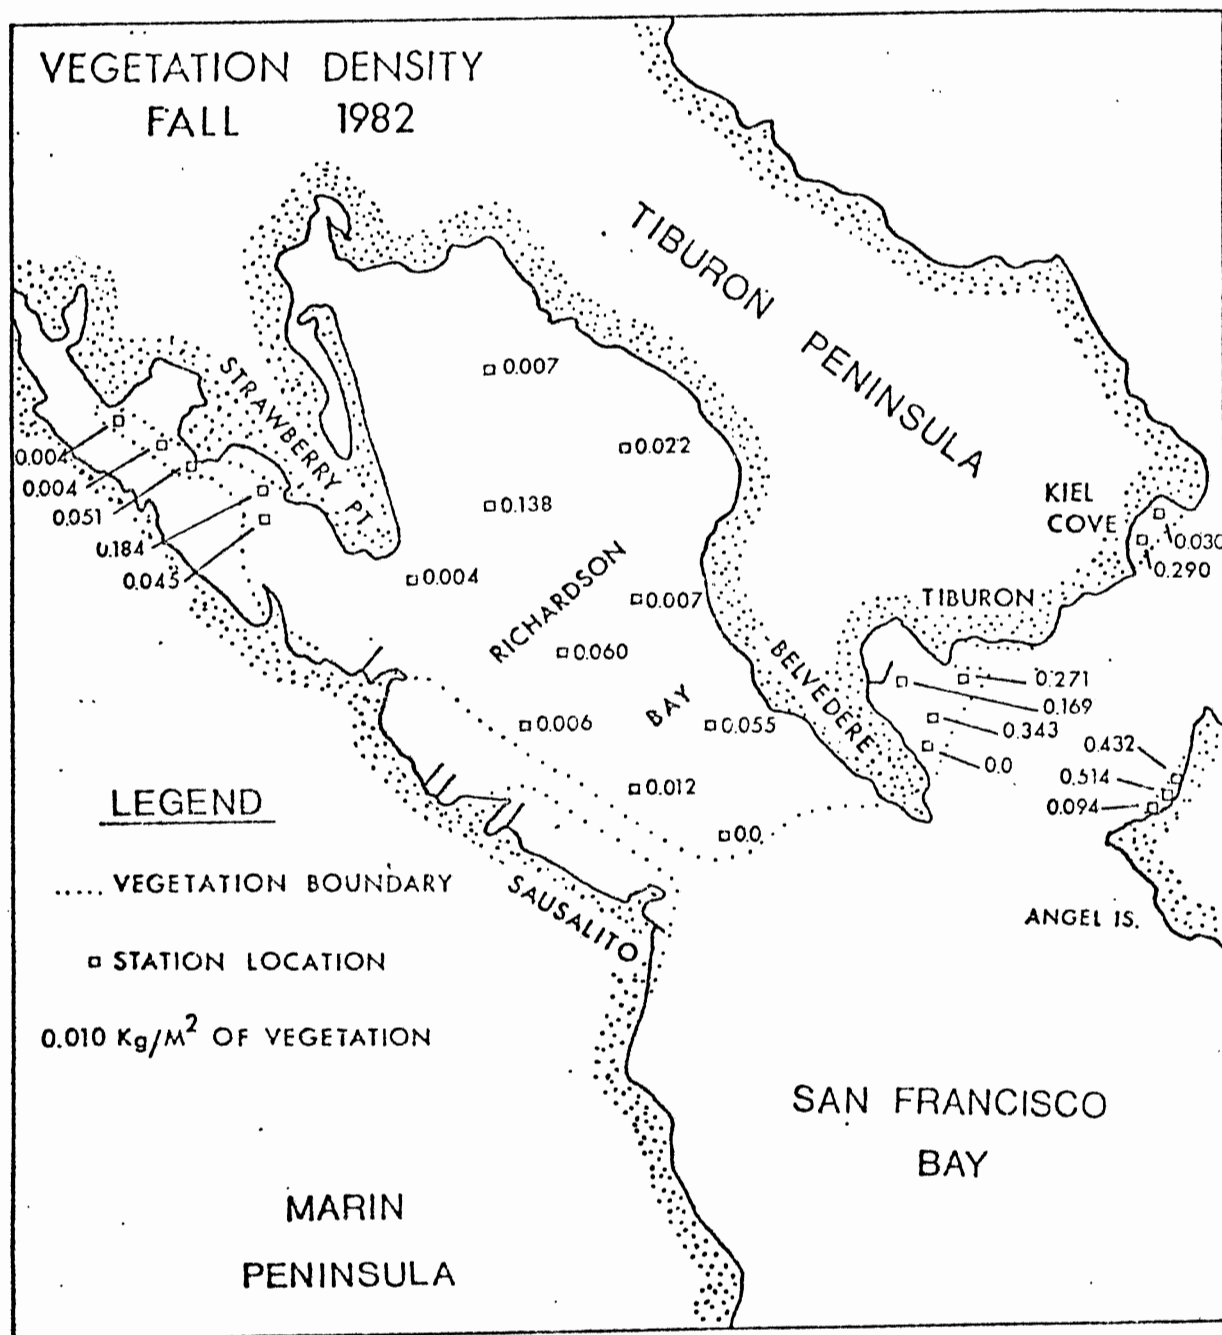 VEGETATION DENSITY
FALL 1982
TIBURON PENINSULA
STRAWBERRY PT.
0.007
0.022
0.138
0.004
0.004
0.004
0.051
0.184
0.045
KIEL
COVE
0.030
0.290
RICHARDSON
BAY
0.007
0.060
0.006
0.055
0.012
0.0
TIBURON
BELVEDERE
0.271
0.169
0.343
0.0
0.432
0.514
0.094
ANGEL IS.
SAUSALITO
LEGEND
..... VEGETATION BOUNDARY
STATION LOCATION
0.010 Kg/M² OF VEGETATION
SAN FRANCISCO
BAY
MARIN
PENINSULA